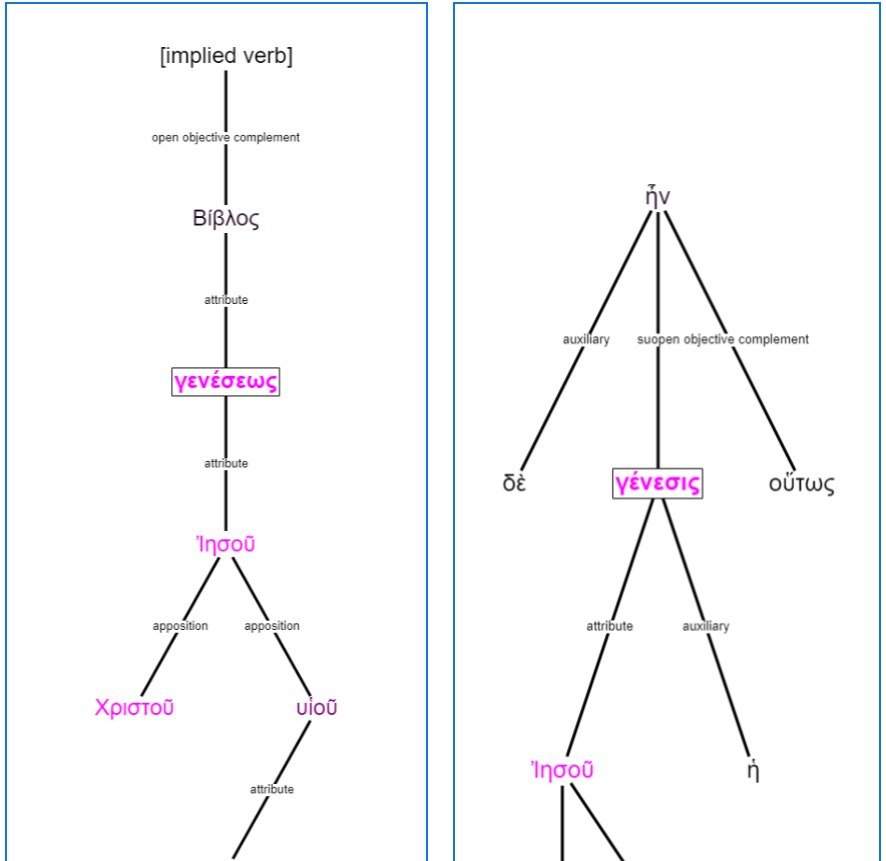 [implied verb]
open objective complement
Βίβλος
attribute
γενέσεως
attribute
Ἰησοῦ
apposition apposition
Χριστοῦ υἱοῦ
attribute
ἦν
auxiliary suopen objective complement
δὲ γένεσις οὕτως
attribute auxiliary
Ἰησοῦ ἡ